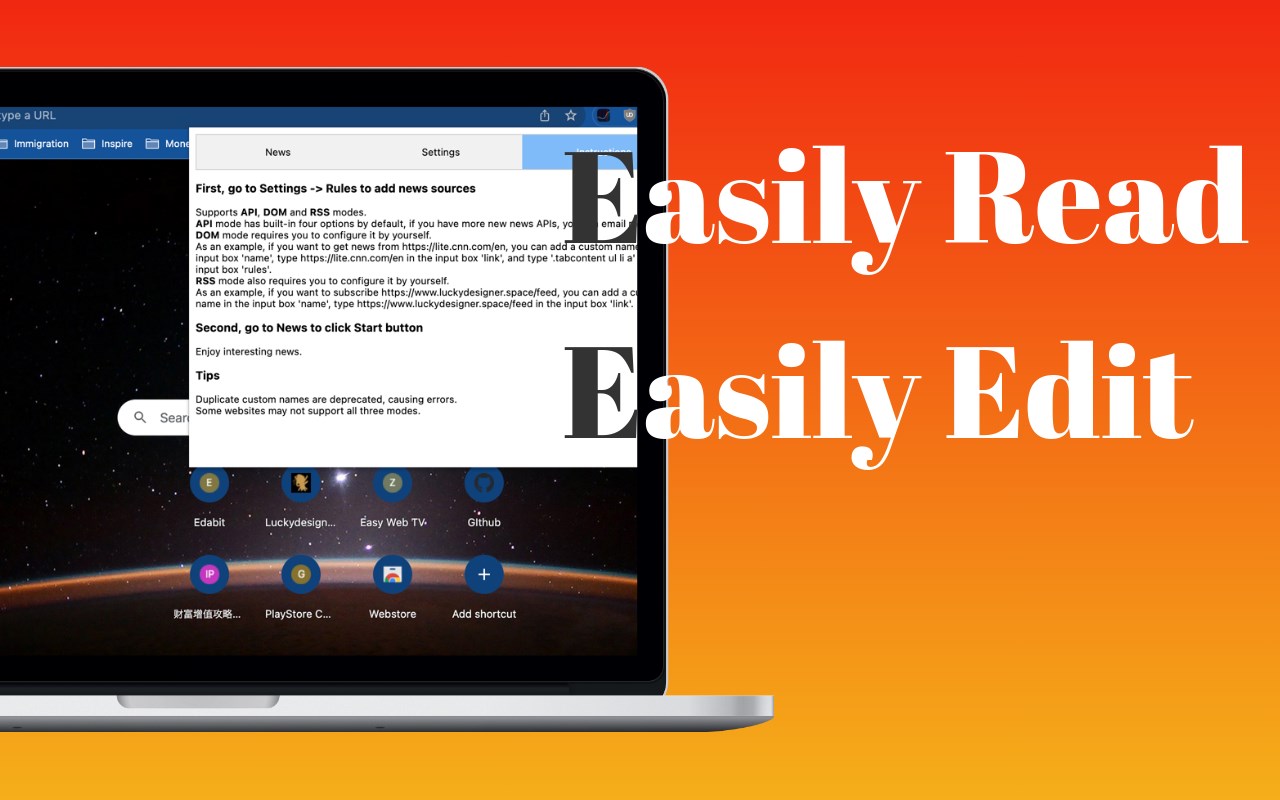 type a URL
Immigration
Inspire
Mone
News
Settings
Instructions
First, go to Settings -> Rules to add news sources
Supports API, DOM and RSS modes.
API mode has built-in four options by default, if you have more new news APIs, email
DOM mode requires you to configure it by yourself.
As an example, if you want to get news from https://lite.cnn.com/en, you can add a custom name
input box 'name', type https://lite.cnn.com/en in the input box 'link', and type '.tabcontent ul li a'
input box 'rules'.
RSS mode also requires you to configure it by yourself.
As an example, if you want to subscribe https://www.luckydesigner.space/feed, you can add a
name in the input box 'name', type https://www.luckydesigner.space/feed in the input box 'link'.
Second, go to News to click Start button
Enjoy interesting news.
Tips
Duplicate custom names are deprecated, causing errors.
Some websites may not support all three modes.
Easily Read
Easily Edit
Sear
E
Z
Edabit
Luckydesign...
Easy Web TV
GIthub
IP
G
财富增值攻略...
PlayStore C...
Webstore
Add shortcut